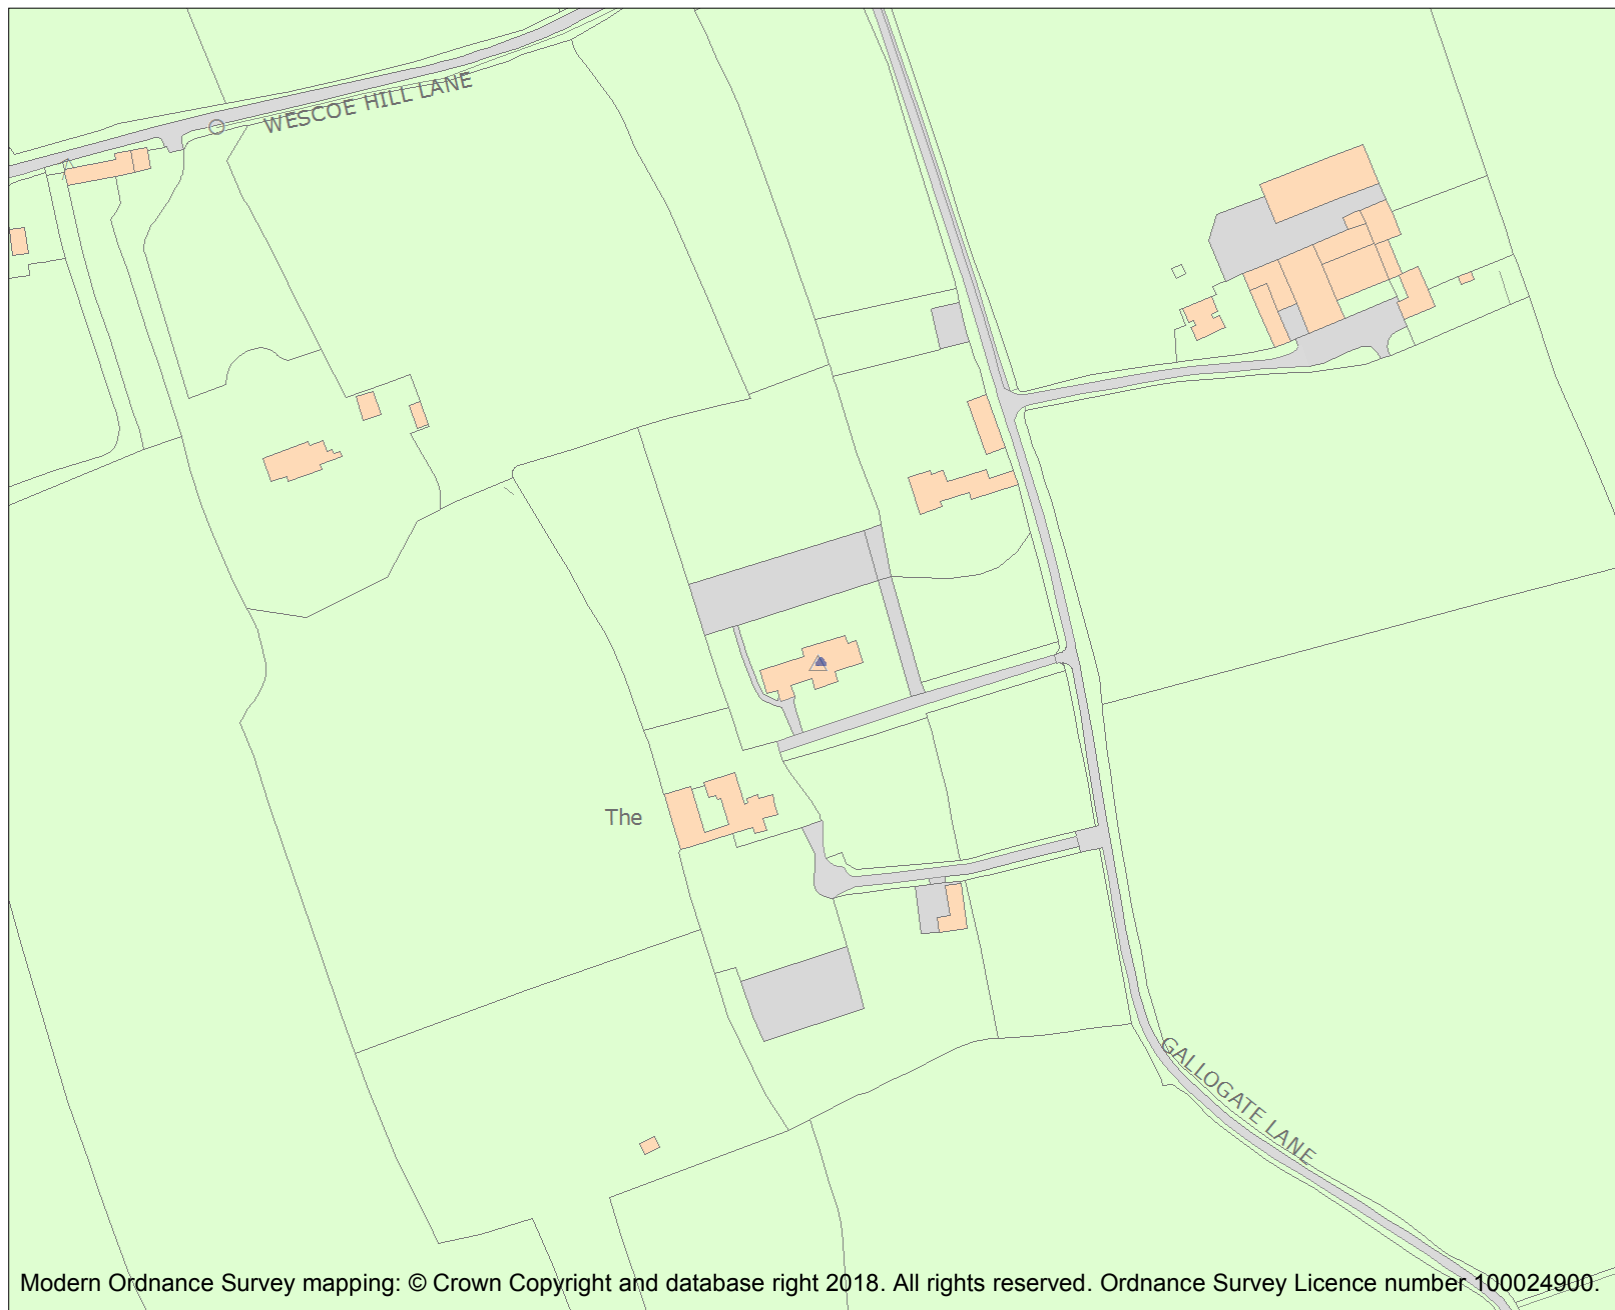 WESCOE HILL LANE
The
GALLOGATE LANE
Modern Ordnance Survey mapping: © Crown Copyright and database right 2018. All rights reserved. Ordnance Survey Licence number 100024900.